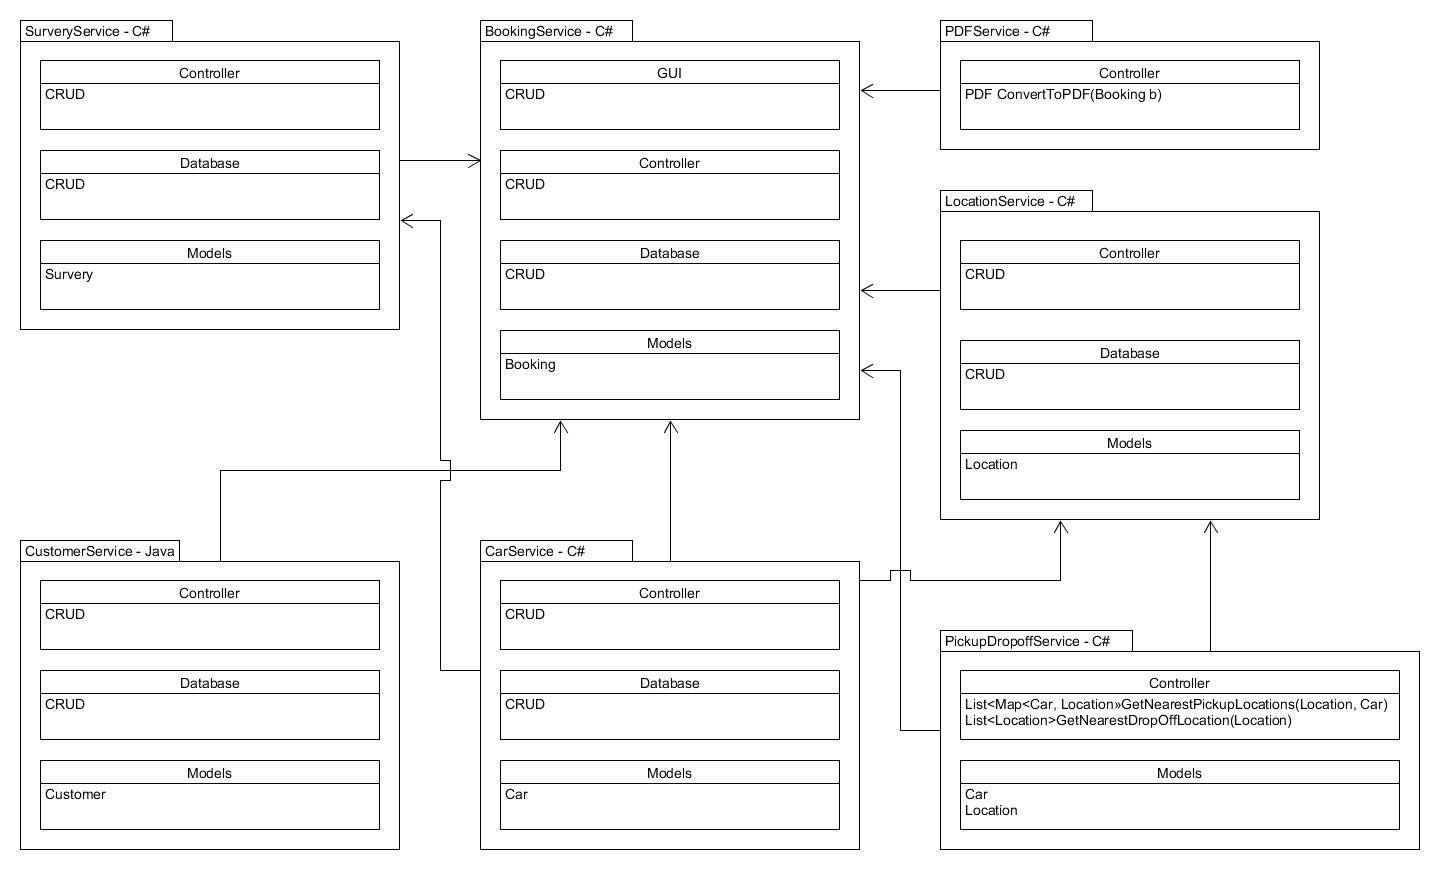 SurveryService - C#
Controller
CRUD
Database
CRUD
Models
Survery
BookingService - C#
GUI
CRUD
Controller
CRUD
Database
CRUD
Models
Booking
PDFService - C#
Controller
PDF ConvertToPDF(Booking b)
LocationService - C#
Controller
CRUD
Database
CRUD
Models
Location
CustomerService - Java
Controller
CRUD
Database
CRUD
Models
Customer
CarService - C#
Controller
CRUD
Database
CRUD
Models
Car
PickupDropoffService - C#
Controller
List<Map<Car, Location»GetNearestPickupLocations(Location, Car)
List<Location>GetNearestDropOffLocation(Location)
Models
Car
Location